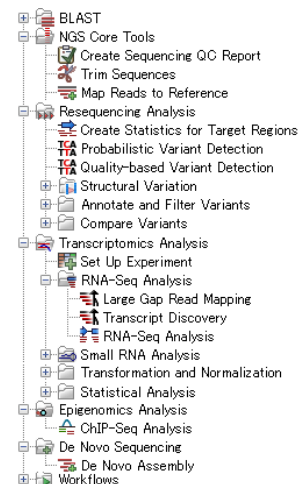 BLAST
NGS Core Tools
Create Sequencing QC Report
Trim Sequences
Map Reads to Reference
Resequencing Analysis
Create Statistics for Target Regions
Probabilistic Variant Detection
Quality-based Variant Detection
Structural Variation
Annotate and Filter Variants
Compare Variants
Transcriptomics Analysis
Set Up Experiment
RNA-Seq Analysis
Large Gap Read Mapping
Transcript Discovery
RNA-Seq Analysis
Small RNA Analysis
Transformation and Normalization
Statistical Analysis
Epigenomics Analysis
ChIP-Seq Analysis
De Novo Sequencing
De Novo Assembly
Workflows